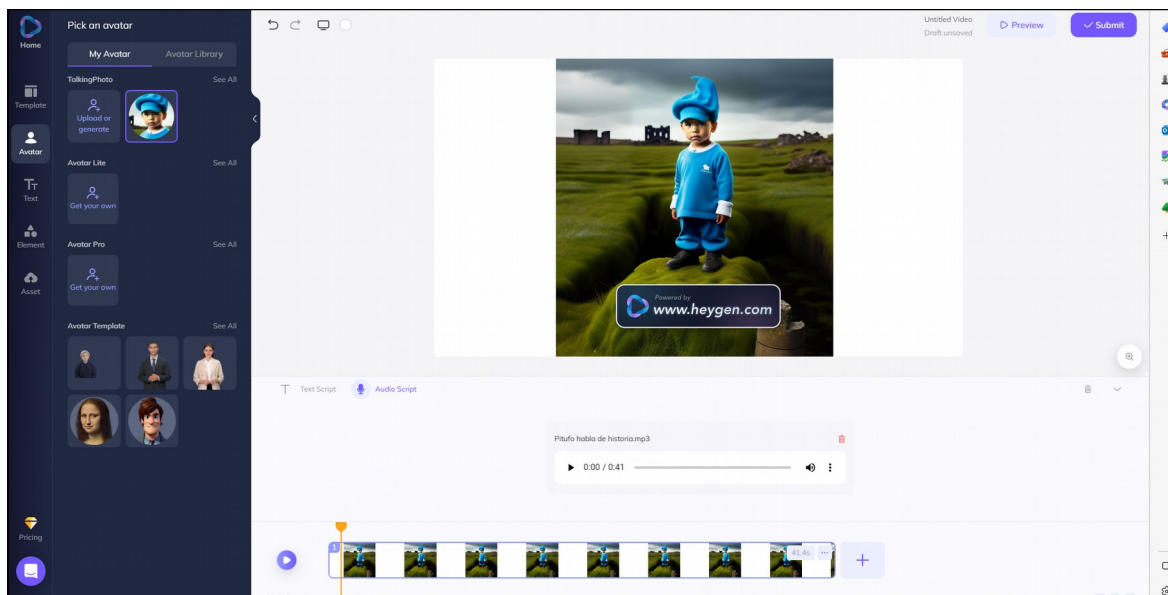 Home
Template
Avatar
Text
Element
Asset
Pricing
Pick an avatar
My Avatar
Avatar Library
TalkingPhoto
See All
Upload or
generate
Avatar Lite
See All
Get your own
Avatar Pro
See All
Get your own
Avatar Template
See All
Untitled Video
Draft unsaved
Preview
Submit
Powered by
www.heygen.com
Text Script
Audio Script
Pitufo habla de historia.mp3
0:00 / 0:41
1
41.4s